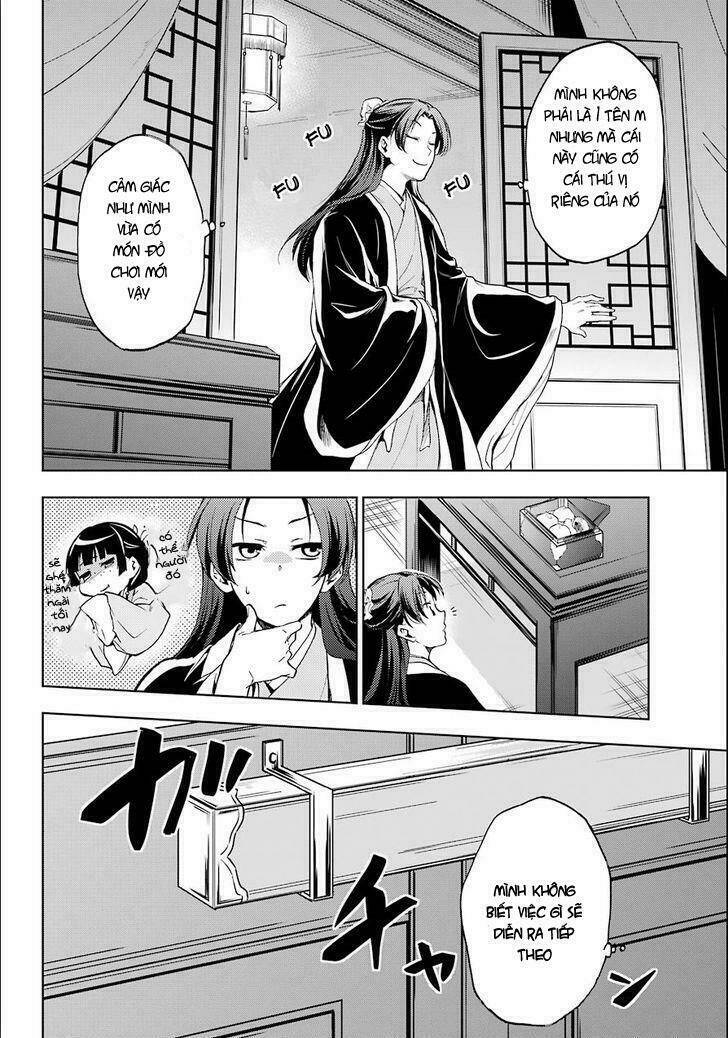 MÌNH KHÔNG
PHẢI LÀ Ỉ TÊN M
NHƯNG MÀ CÁI
NÀY CŨNG CÓ
CÁI THÚ VỊ
RIÊNG CỦA NÓ
FU
FU
FU
CẢM GIÁC
NHƯ MÌNH
VỪA CÓ
MÓN ĐỒ
CHƠI MỚI
VẬY
có thể
người
đó
sẽ
ghé
thăm
ngài
tối
nay
ガ
チャ
ン
MÌNH KHÔNG
BIẾT VIỆC GÌ SẼ
DIỄN RA TIẾP
THEO